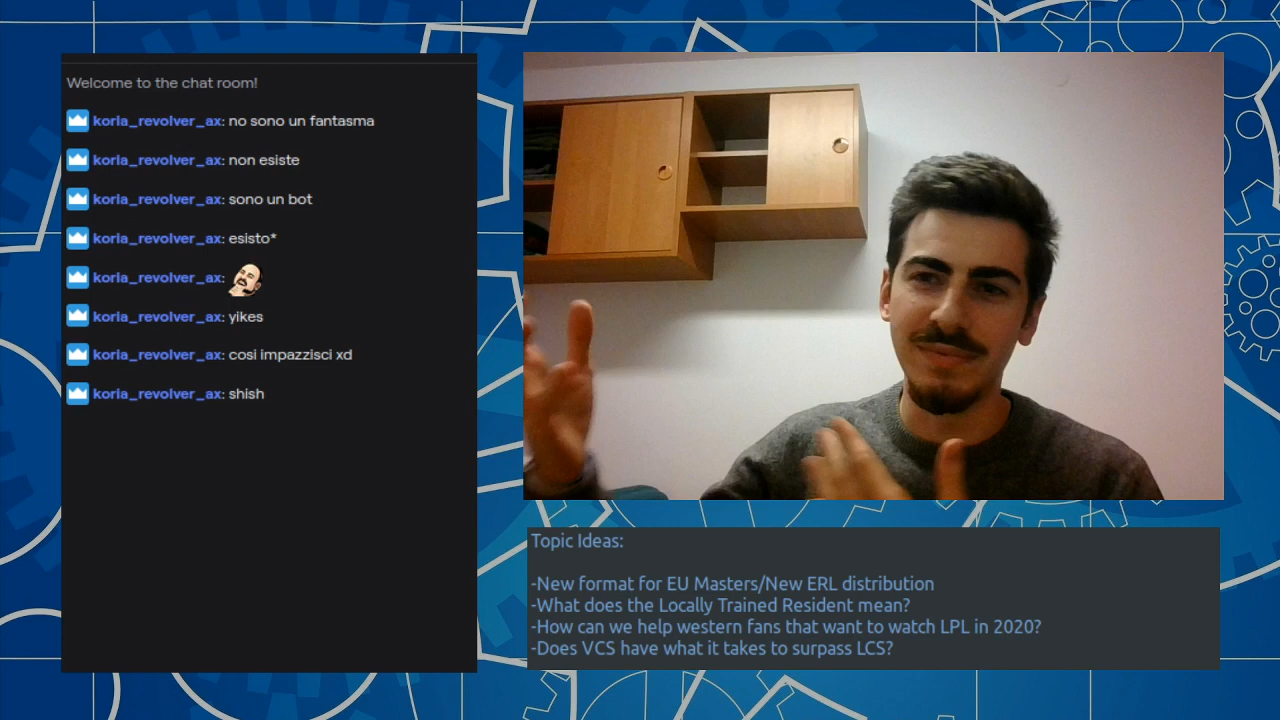 Welcome to the chat room!
korla_revolver_ax: no sono un fantasma
korla_revolver_ax: non esiste
korla_revolver_ax: sono un bot
korla_revolver_ax: esisto*
korla_revolver_ax:
korla_revolver_ax: yikes
korla_revolver_ax: cosi impazzisci xd
korla_revolver_ax: shish
Topic Ideas:
-New format for EU Masters/New ERL distribution
-What does the Locally Trained Resident mean?
-How can we help western fans that want to watch LPL in 2020?
-Does VCS have what it takes to surpass LCS?